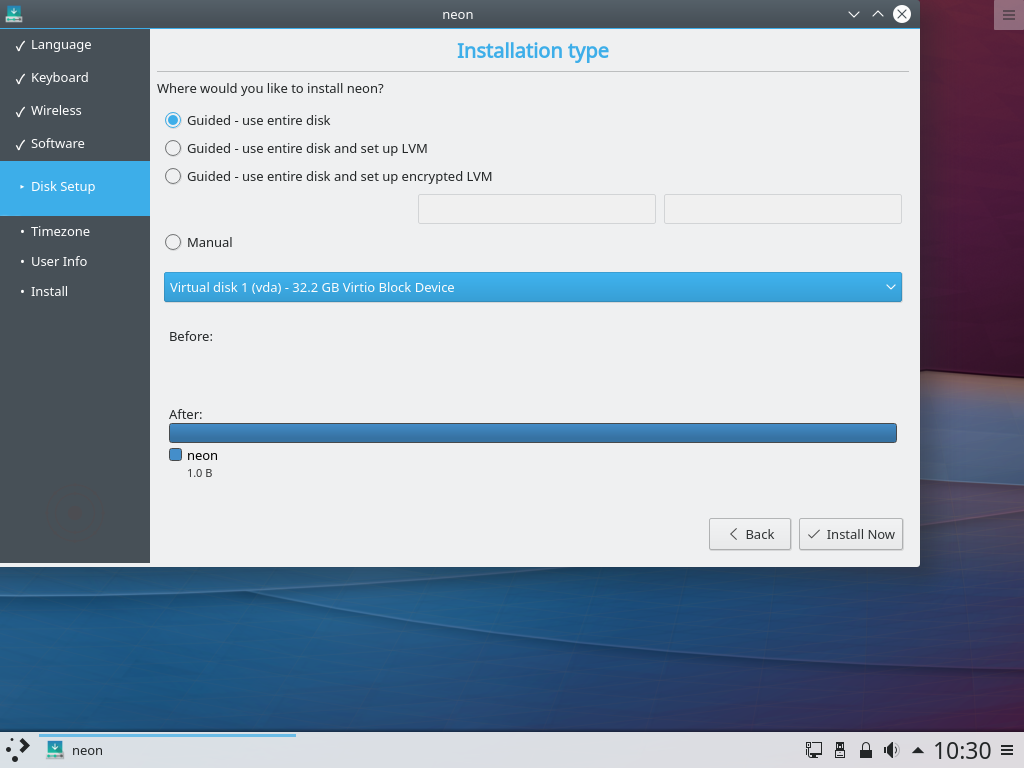 neon
Language
Keyboard
Wireless
Software
Disk Setup
Timezone
User Info
Install
Installation type
Where would you like to install neon?
Guided - use entire disk
Guided - use entire disk and set up LVM
Guided - use entire disk and set up encrypted LVM
Manual
Virtual disk 1 (vda) - 32.2 GB Virtio Block Device
Before:
After:
neon
1.0 B
Back
Install Now
neon
10:30